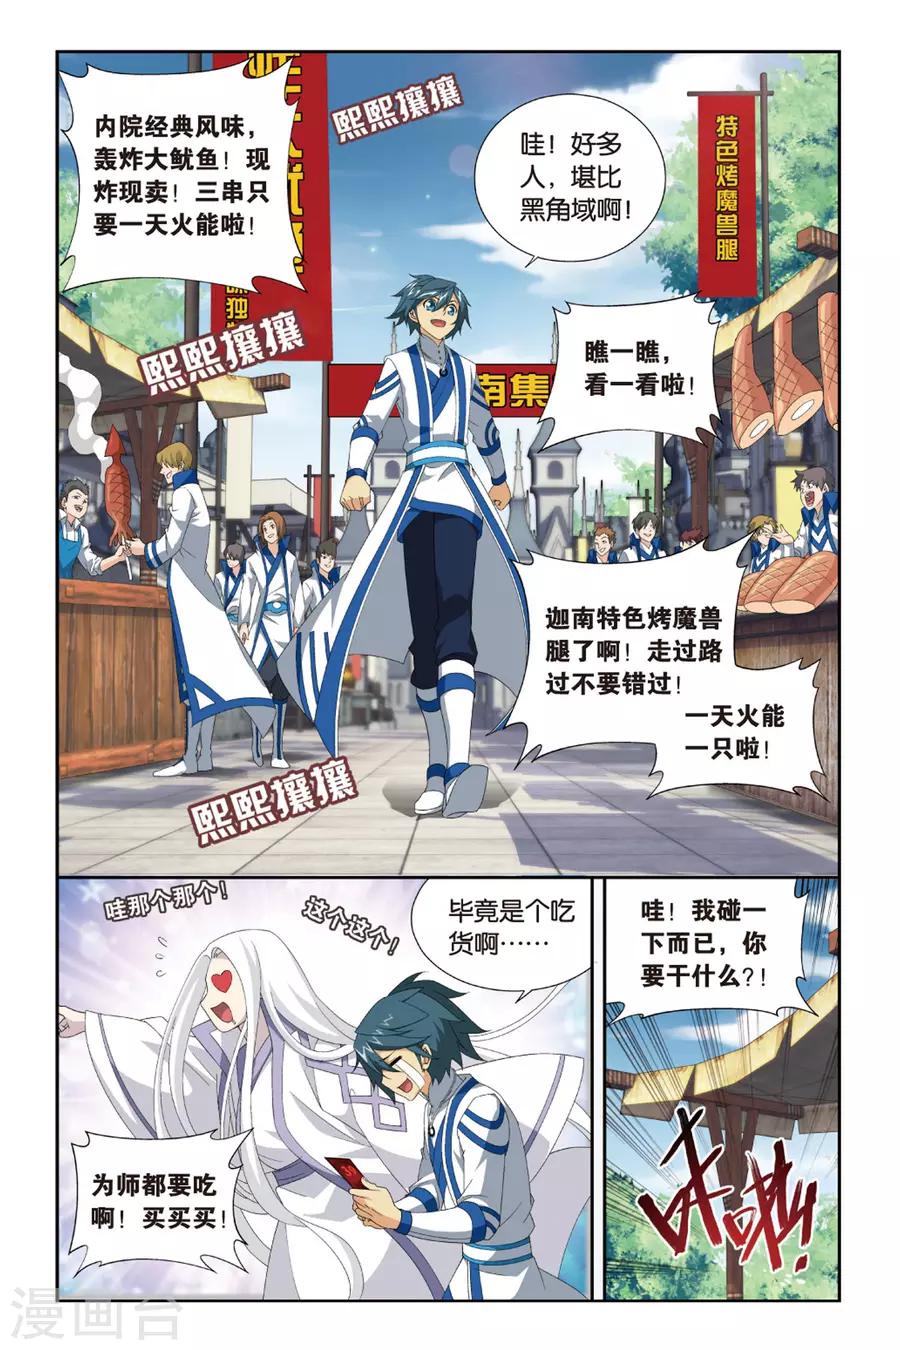 内院经典风味，
轰炸大鱿鱼！现
炸现卖！三串只
要一天火能啦！
熙熙攘攘
哇！好多
人，堪比
黑角域啊！
特色烤魔兽腿
熙熙攘攘
瞧一瞧，
看一看啦！
南集
迦南特色烤魔兽
腿了啊！走过路
过不要错过！
一天火能
一只啦！
熙熙攘攘
哇那个那个！
这个这个！
毕竟是个吃
货啊……
为师都要吃
啊！买买买！
哇！我碰一
下而已，你
要干什么？！
咔嚓！
漫画台